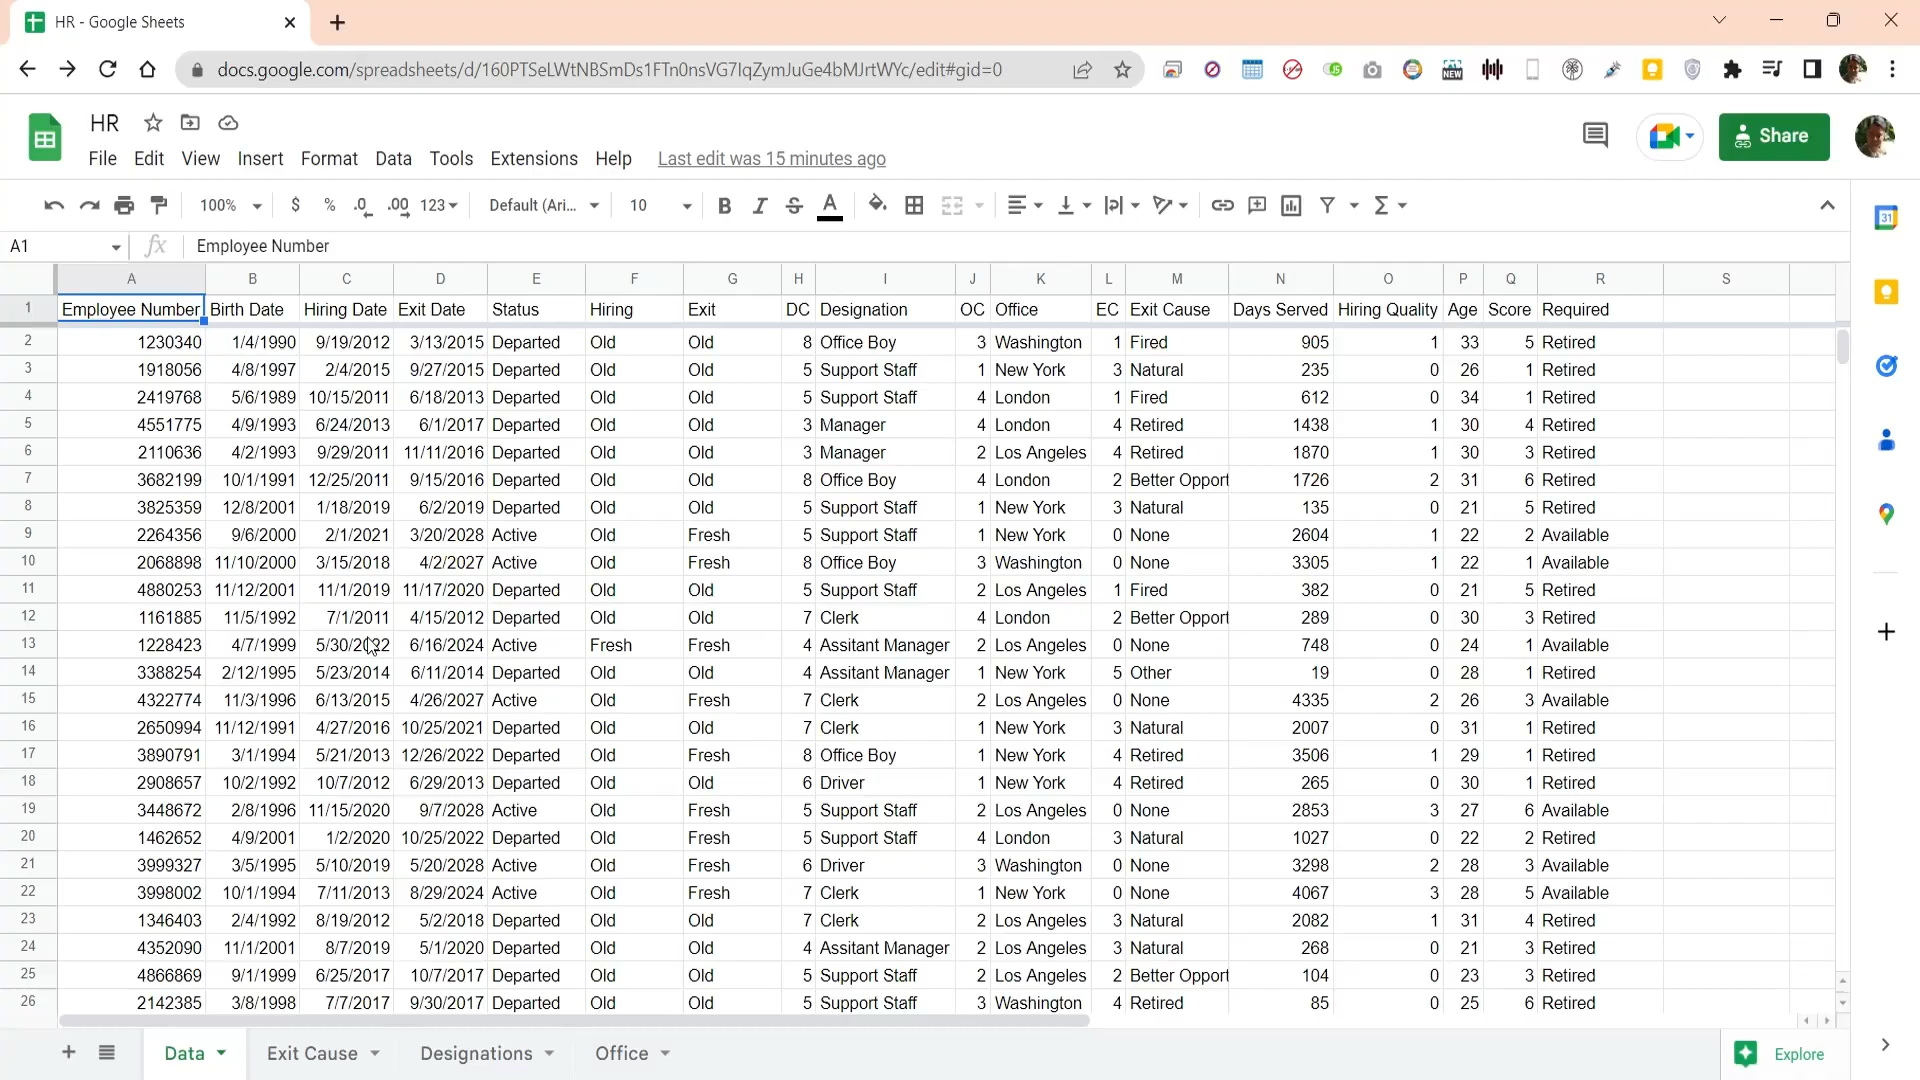 HR - Google Sheets
docs.google.com/spreadsheets/d/160PTSeLWtNBSmDs1FTn0nsVG7IqZymJuGe4bMJrtWYc/edit#gid=0
NEW
HR
Share
File Edit View Insert Format Data Tools Extensions Help Last edit was 15 minutes ago
100% $ % .0 .00 123 Default (Ari... 10 B I S A
31
A1 fx Employee Number
A B C D E F G H I J K L M N O P Q R S
1 Employee Number Birth Date Hiring Date Exit Date Status Hiring Exit DC Designation OC Office EC Exit Cause Days Served Hiring Quality Age Score Required
2 1230340 1/4/1990 9/19/2012 3/13/2015 Departed Old Old 8 Office Boy 3 Washington 1 Fired 905 1 33 5 Retired
3 1918056 4/8/1997 2/4/2015 9/27/2015 Departed Old Old 5 Support Staff 1 New York 3 Natural 235 0 26 1 Retired
4 2419768 5/6/1989 10/15/2011 6/18/2013 Departed Old Old 5 Support Staff 4 London 1 Fired 612 0 34 1 Retired
5 4551775 4/9/1993 6/24/2013 6/1/2017 Departed Old Old 3 Manager 4 London 4 Retired 1438 1 30 4 Retired
6 2110636 4/2/1993 9/29/2011 11/11/2016 Departed Old Old 3 Manager 2 Los Angeles 4 Retired 1870 1 30 3 Retired
7 3682199 10/1/1991 12/25/2011 9/15/2016 Departed Old Old 8 Office Boy 4 London 2 Better Opport 1726 2 31 6 Retired
8 3825359 12/8/2001 1/18/2019 6/2/2019 Departed Old Old 5 Support Staff 1 New York 3 Natural 135 0 21 5 Retired
9 2264356 9/6/2000 2/1/2021 3/20/2028 Active Old Fresh 5 Support Staff 1 New York 0 None 2604 1 22 2 Available
10 2068898 11/10/2000 3/15/2018 4/2/2027 Active Old Fresh 8 Office Boy 3 Washington 0 None 3305 1 22 1 Available
11 4880253 11/12/2001 11/1/2019 11/17/2020 Departed Old Old 5 Support Staff 2 Los Angeles 1 Fired 382 0 21 5 Retired
12 1161885 11/5/1992 7/1/2011 4/15/2012 Departed Old Old 7 Clerk 4 London 2 Better Opport 289 0 30 3 Retired
13 1228423 4/7/1999 5/30/2022 6/16/2024 Active Fresh Fresh 4 Assitant Manager 2 Los Angeles 0 None 748 0 24 1 Available
14 3388254 2/12/1995 5/23/2014 6/11/2014 Departed Old Old 4 Assitant Manager 1 New York 5 Other 19 0 28 1 Retired
15 4322774 11/3/1996 6/13/2015 4/26/2027 Active Old Fresh 7 Clerk 2 Los Angeles 0 None 4335 2 26 3 Available
16 2650994 11/12/1991 4/27/2016 10/25/2021 Departed Old Old 7 Clerk 1 New York 3 Natural 2007 0 31 1 Retired
17 3890791 3/1/1994 5/21/2013 12/26/2022 Departed Old Fresh 8 Office Boy 1 New York 4 Retired 3506 1 29 1 Retired
18 2908657 10/2/1992 10/7/2012 6/29/2013 Departed Old Old 6 Driver 1 New York 4 Retired 265 0 30 1 Retired
19 3448672 2/8/1996 11/15/2020 9/7/2028 Active Old Fresh 5 Support Staff 2 Los Angeles 0 None 2853 3 27 6 Available
20 1462652 4/9/2001 1/2/2020 10/25/2022 Departed Old Fresh 5 Support Staff 4 London 3 Natural 1027 0 22 2 Retired
21 3999327 3/5/1995 5/10/2019 5/20/2028 Active Old Fresh 6 Driver 3 Washington 0 None 3298 2 28 3 Available
22 3998002 10/1/1994 7/11/2013 8/29/2024 Active Old Fresh 7 Clerk 1 New York 0 None 4067 3 28 5 Available
23 1346403 2/4/1992 8/19/2012 5/2/2018 Departed Old Old 7 Clerk 2 Los Angeles 3 Natural 2082 1 31 4 Retired
24 4352090 11/1/2001 8/7/2019 5/1/2020 Departed Old Old 4 Assitant Manager 2 Los Angeles 3 Natural 268 0 21 3 Retired
25 4866869 9/1/1999 6/25/2017 10/7/2017 Departed Old Old 5 Support Staff 2 Los Angeles 2 Better Opport 104 0 23 3 Retired
26 2142385 3/8/1998 7/7/2017 9/30/2017 Departed Old Old 5 Support Staff 3 Washington 4 Retired 85 0 25 6 Retired
Data Exit Cause Designations Office Explore